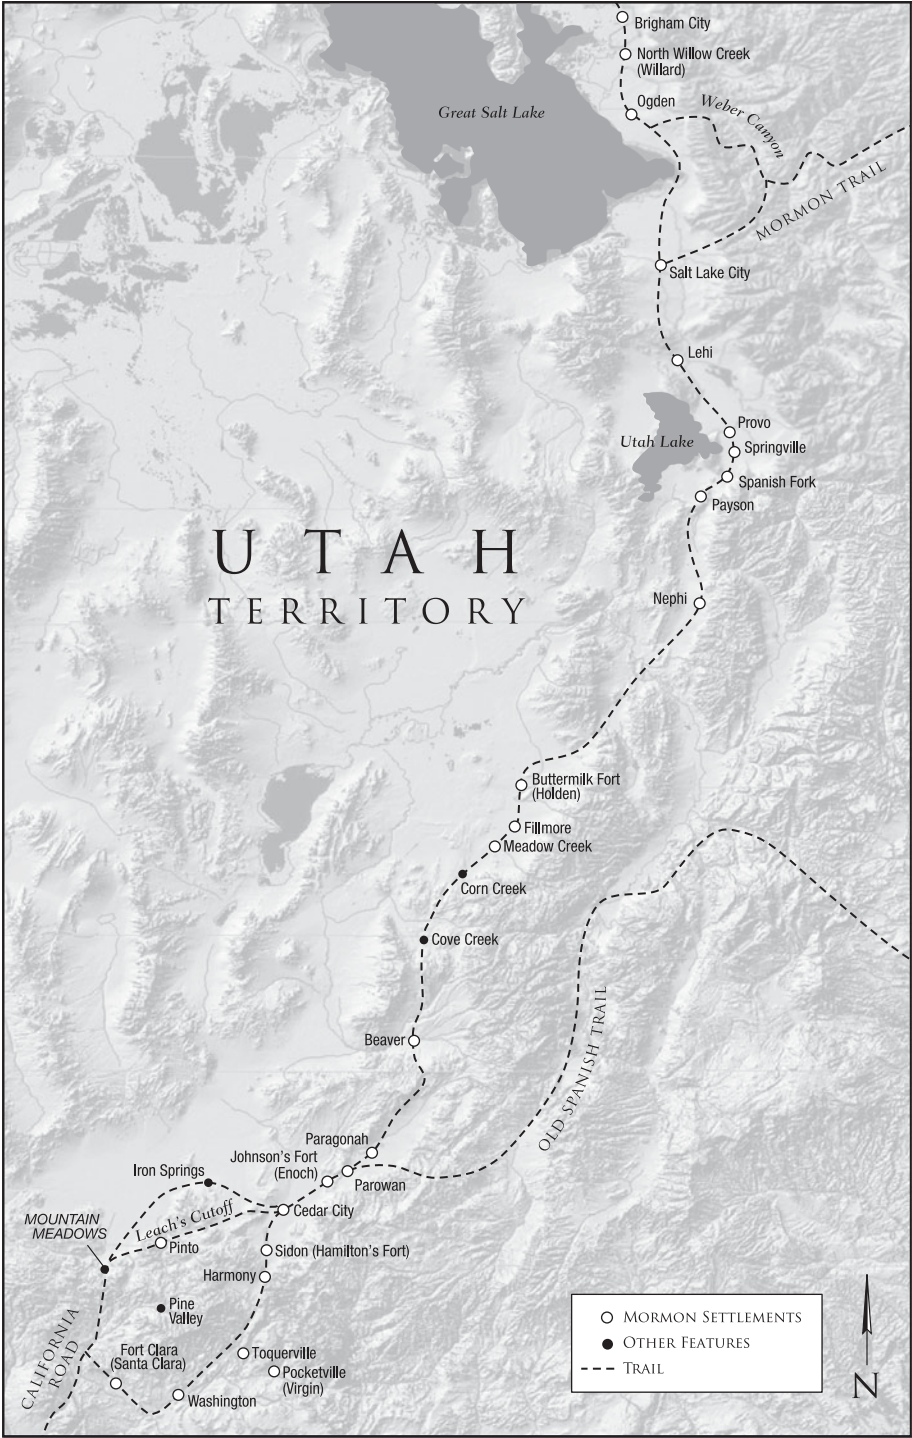 Brigham City
North Willow Creek
(Willard)
Ogden
Weber Canyon
Great Salt Lake
MORMON TRAIL
Salt Lake City
Lehi
Provo
Utah Lake
Springville
Spanish Fork
Payson
UTAH
TERRITORY
Nephi
Buttermilk Fort
(Holden)
Fillmore
Meadow Creek
Corn Creek
Cove Creek
OLD SPANISH TRAIL
Beaver
Paragonah
Johnson's Fort
(Enoch)
Parowan
Iron Springs
Leach's Cutoff
Cedar City
MOUNTAIN
MEADOWS
Pinto
Sidon (Hamilton's Fort)
Harmony
Pine
Valley
CALIFORNIA
ROAD
Fort Clara
(Santa Clara)
Toquerville
Pocketville
(Virgin)
Washington
MORMON SETTLEMENTS
OTHER FEATURES
TRAIL
N